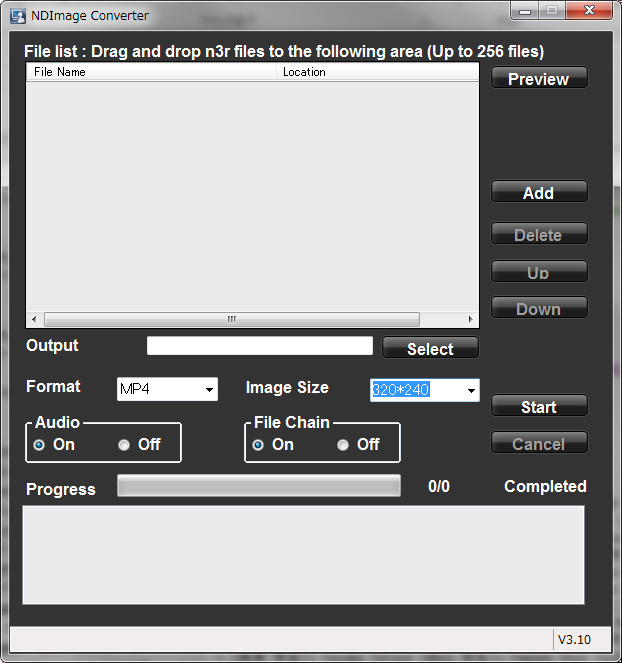 NDImage Converter
File list : Drag and drop n3r files to the following area (Up to 256 files)
File Name Location
Preview
Add
Delete
Up
Down
Output Select
Format MP4 Image Size 320*240
Start
Audio File Chain
On Off On Off
Cancel
Progress 0/0 Completed
V3.10